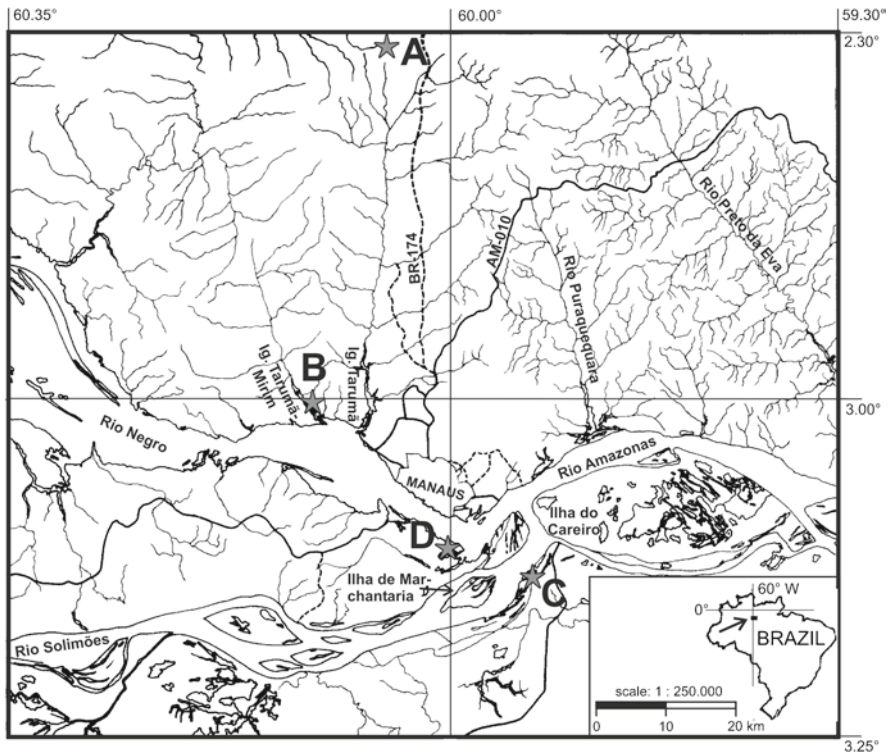 60.35°
60.00°
59.30°
2.30°
A
BR-174
AM-010
Rio Preto da Eva
Rio Puraquequara
Ig. Tarumã
Mirim
B
Ig. Tarumã
3.00°
Rio Negro
MANAUS
Rio Amazonas
Ilha do
Careiro
D
Ilha de Mar-
chantaria
C
Rio Solimões
60° W
0°
BRAZIL
scale: 1 : 250.000
0 10 20 km
3.25°